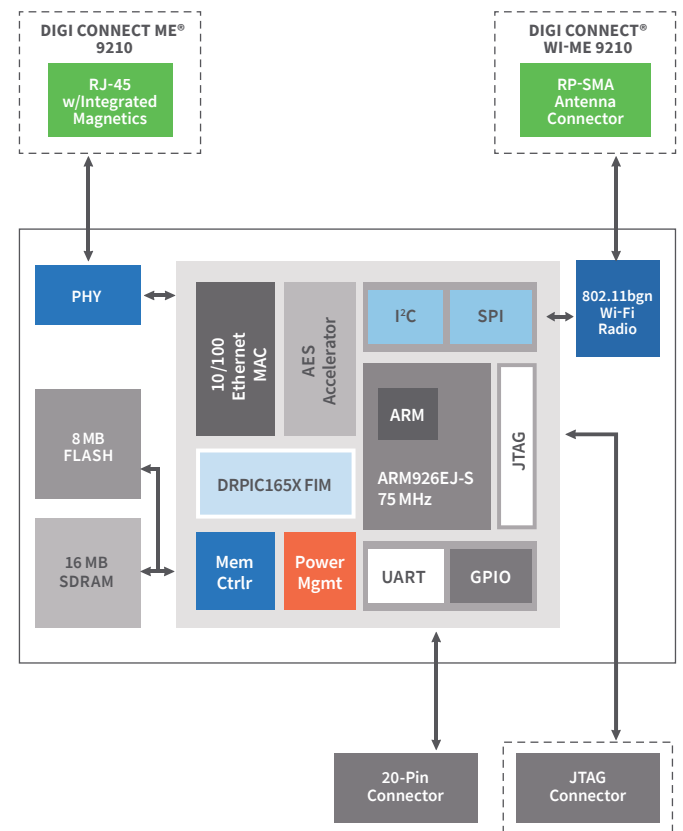 DIGI CONNECT ME®
9210
RJ-45
w/Integrated
Magnetics
DIGI CONNECT®
WI-ME 9210
RP-SMA
Antenna
Connector
PHY
10/100
Ethernet
MAC
AES
Accelerator
I²C
SPI
802.11bgn
Wi-Fi
Radio
8 MB
FLASH
ARM
ARM926EJ-S
75 MHz
JTAG
DRPIC165X FIM
16 MB
SDRAM
Mem
Ctrlr
Power
Mgmt
UART
GPIO
20-Pin
Connector
JTAG
Connector